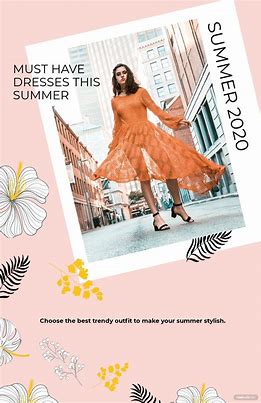 MUST HAVE
DRESSES THIS
SUMMER
SUMMER 2020
Choose the best trendy outfit to make your summer stylish.